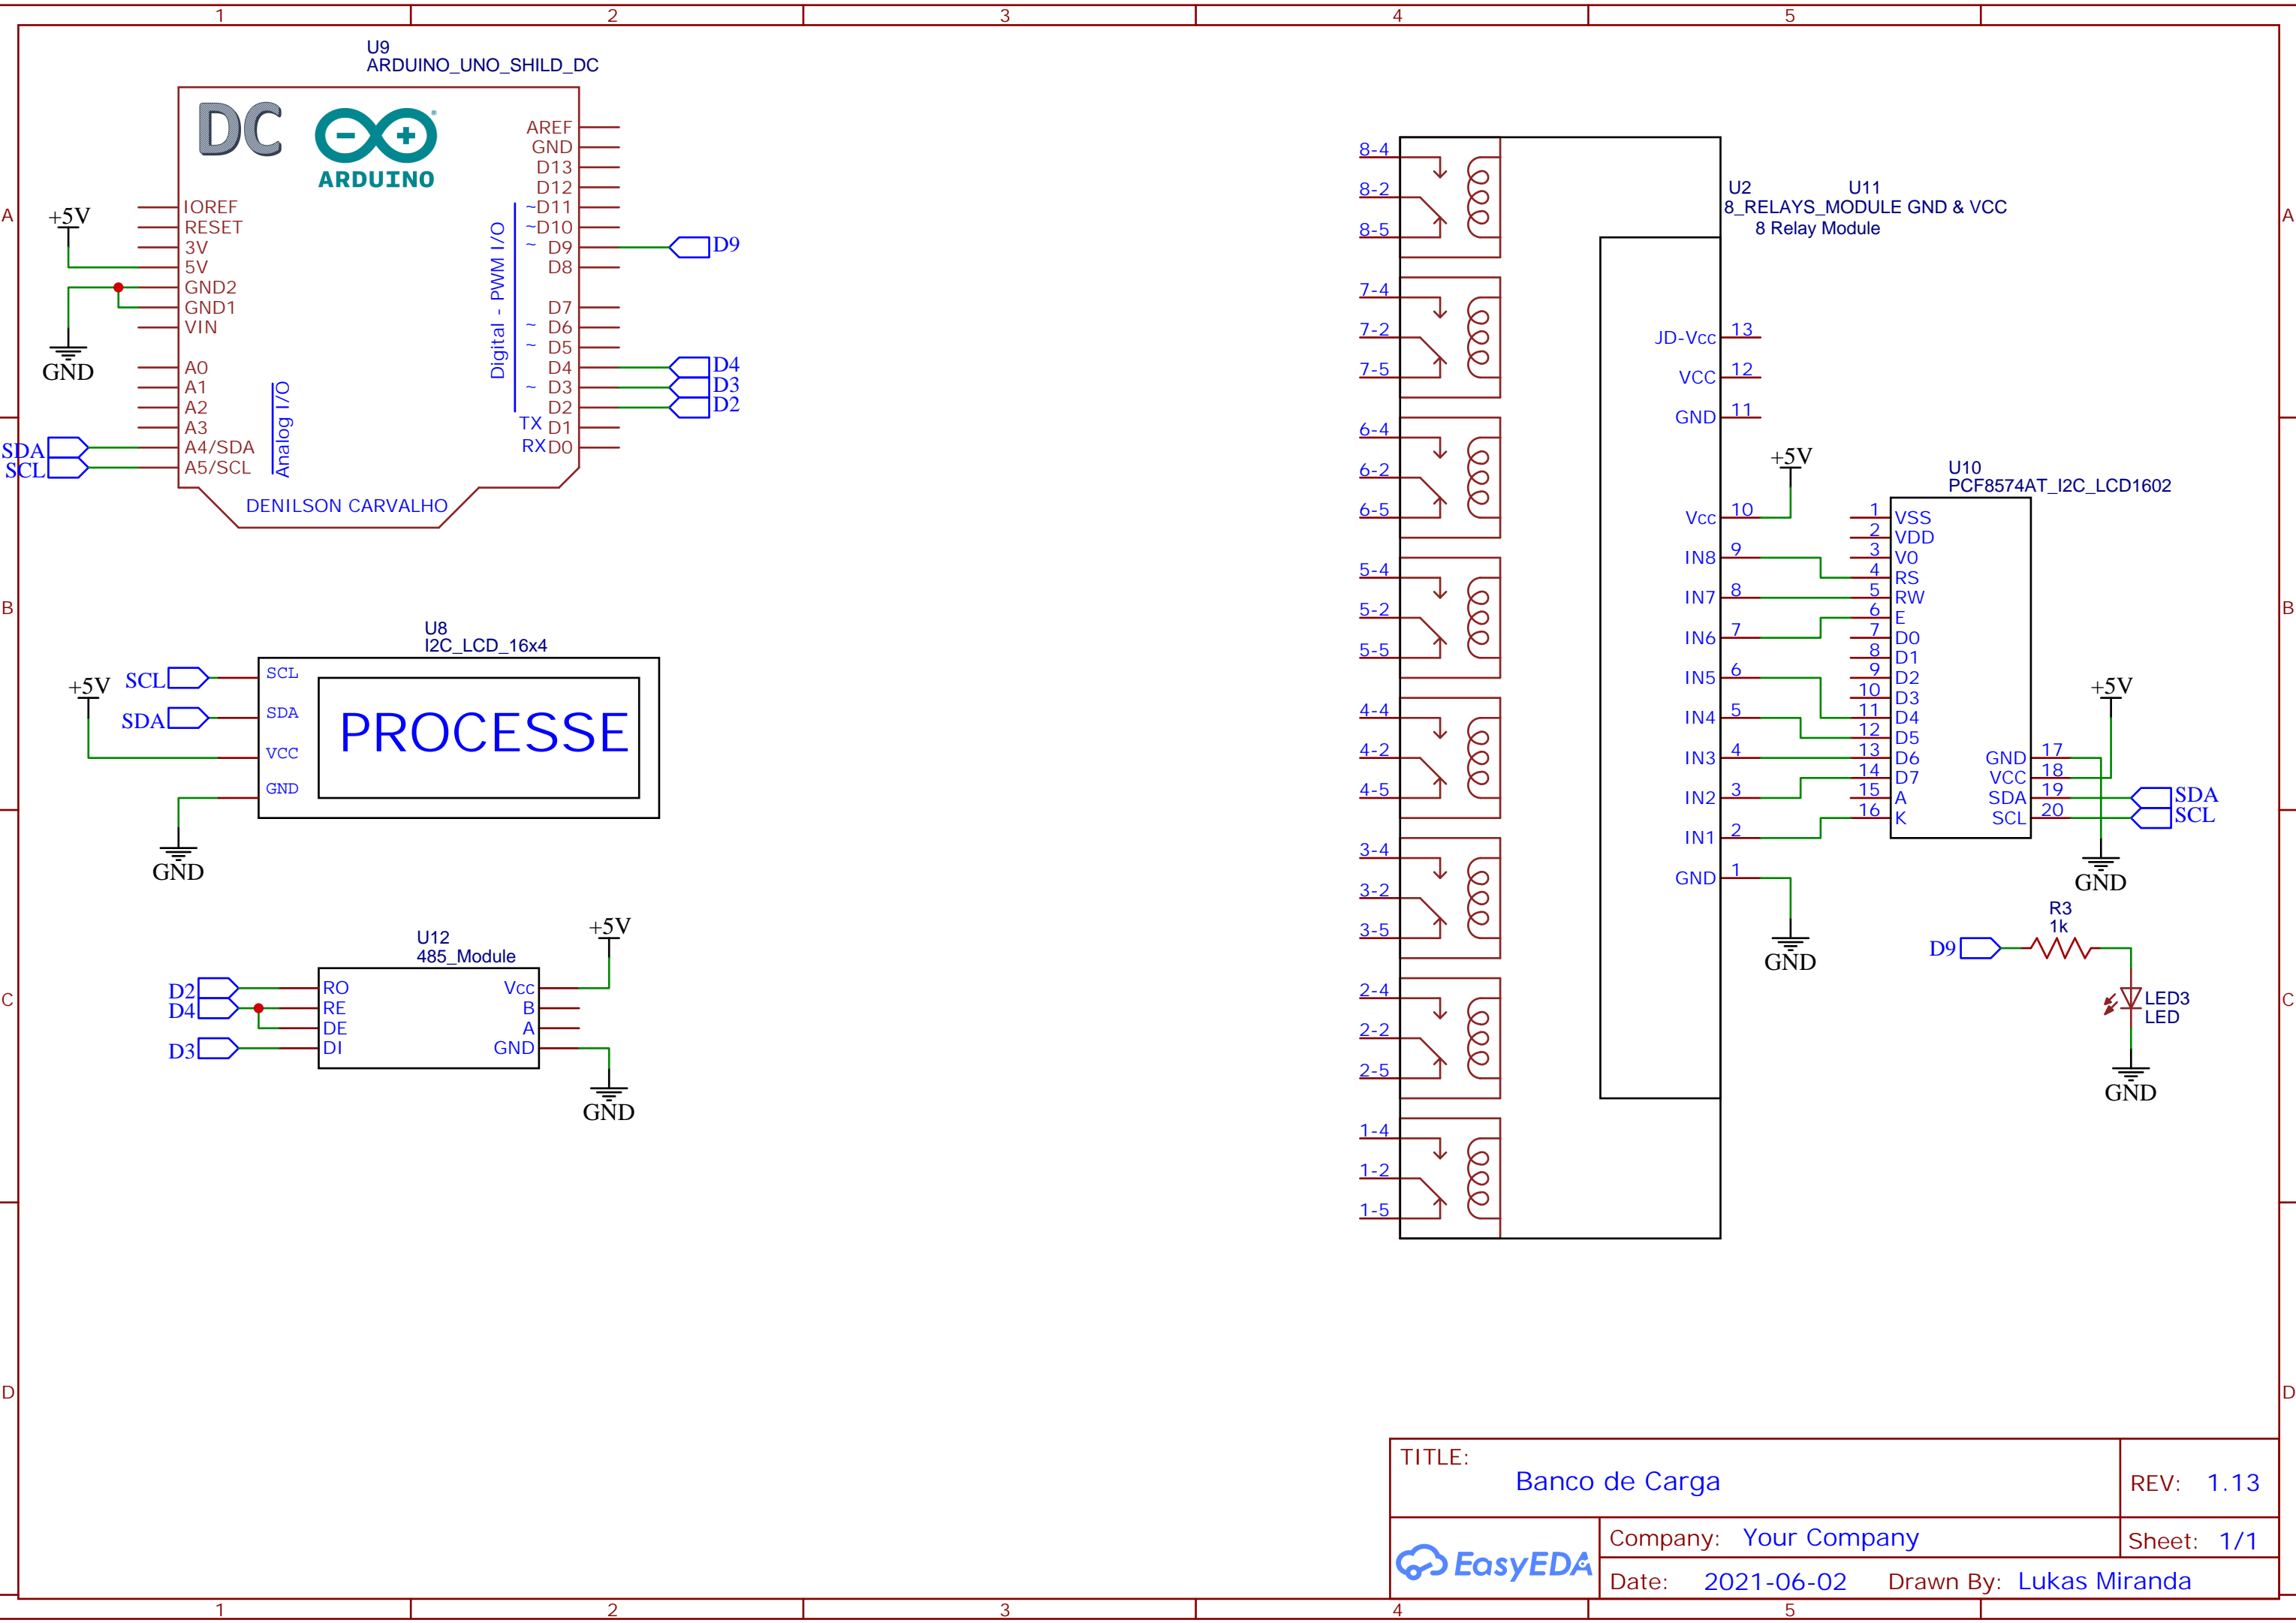 1 2 3 4 5
A B C D
U9
ARDUINO_UNO_SHILD_DC
DC
ARDUINO
AREF
GND
D13
D12
~D11
~D10
~ D9
D8
D7
~ D6
~ D5
D4
~ D3
D2
TX D1
RX D0
Digital - PWM I/O
IOREF
RESET
3V
5V
GND2
GND1
VIN
A0
A1
A2
A3
A4/SDA
A5/SCL
Analog I/O
DENILSON CARVALHO
+5V
GND
SDA
SCL
D9
D4
D3
D2
U8
I2C_LCD_16x4
SCL SCL
SDA SDA
+5V
VCC
GND
PROCESSE
GND
U12
485_Module
D2 RO
D4 RE
DE
D3 DI
Vcc
B
A
GND
+5V
GND
8-4
8-2
8-5
7-4
7-2
7-5
6-4
6-2
6-5
5-4
5-2
5-5
4-4
4-2
4-5
3-4
3-2
3-5
2-4
2-2
2-5
1-4
1-2
1-5
U2 U11
8_RELAYS_MODULE GND & VCC
8 Relay Module
JD-Vcc 13
VCC 12
GND 11
Vcc 10
IN8 9
IN7 8
IN6 7
IN5 6
IN4 5
IN3 4
IN2 3
IN1 2
GND 1
+5V
GND
U10
PCF8574AT_I2C_LCD1602
1 VSS
2 VDD
3 V0
4 RS
5 RW
6 E
7 D0
8 D1
9 D2
10 D3
11 D4
12 D5
13 D6
14 D7
15 A
16 K
GND 17
VCC 18
SDA 19
SCL 20
+5V
SDA
SCL
GND
R3
1k
D9
LED3
LED
GND
TITLE:
Banco de Carga
REV: 1.13
EasyEDA
Company: Your Company
Sheet: 1/1
Date: 2021-06-02
Drawn By: Lukas Miranda
A B C D
1 2 3 4 5